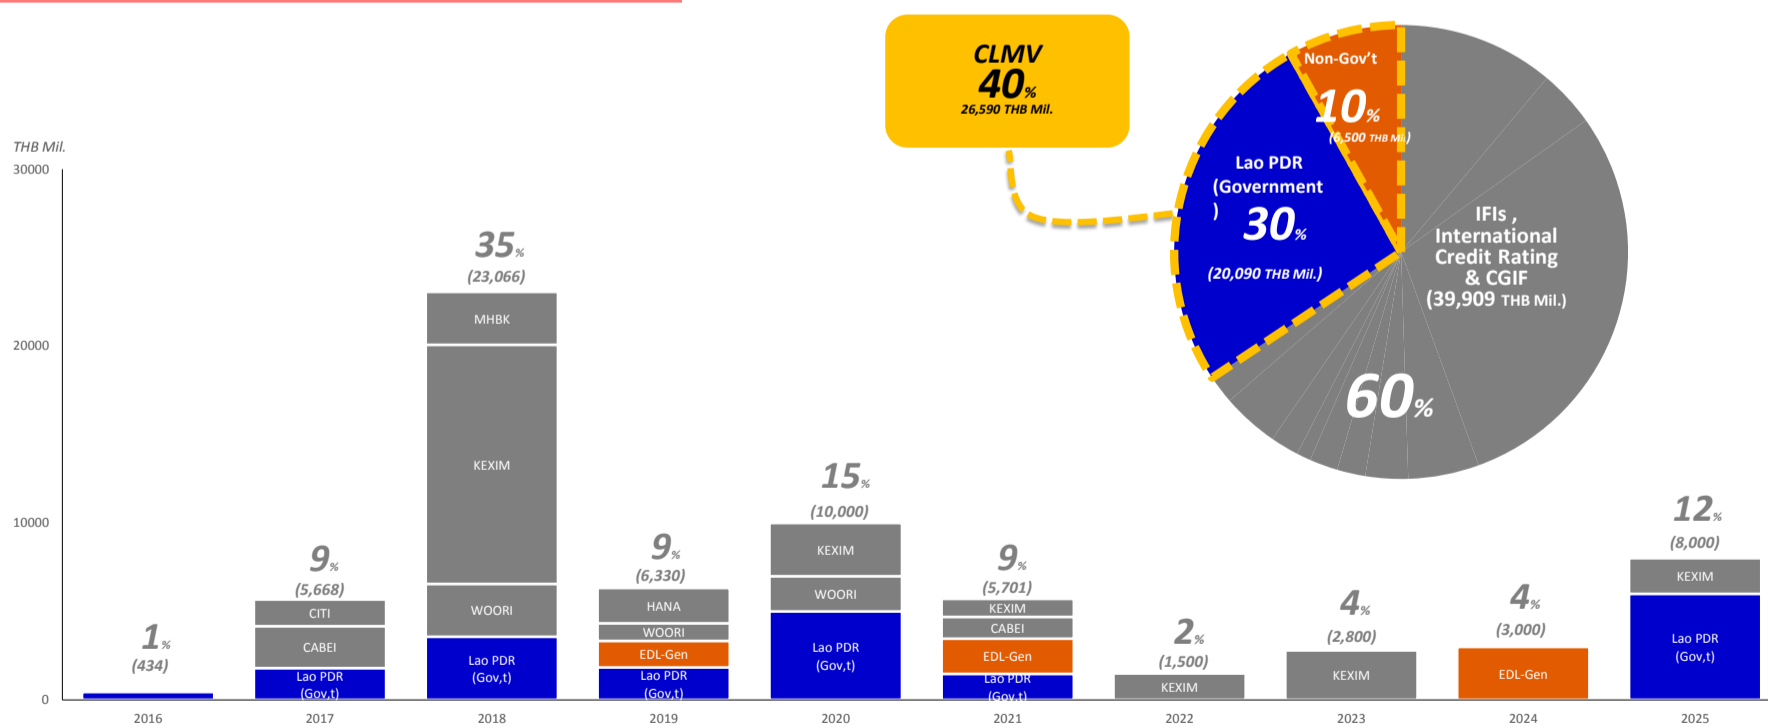 CLMV
40%
26,590 THB Mil.
Non-Gov't
10%
(6,500 THB Mil)
Lao PDR
(Government
)
30%
(20,090 THB Mil.)
IFIs ,
International
Credit Rating
& CGIF
(39,909 THB Mil.)
60%
THB Mil.
30000
20000
10000
0
1%
(434)
9%
(5,668)
CITI
CABEI
Lao PDR
(Gov,t)
35%
(23,066)
MHBK
KEXIM
WOORI
Lao PDR
(Gov,t)
9%
(6,330)
HANA
WOORI
EDL-Gen
Lao PDR
(Gov,t)
15%
(10,000)
KEXIM
WOORI
Lao PDR
(Gov,t)
9%
(5,701)
KEXIM
CABEI
EDL-Gen
Lao PDR
(Gov,t)
2%
(1,500)
KEXIM
4%
(2,800)
KEXIM
4%
(3,000)
EDL-Gen
12%
(8,000)
KEXIM
Lao PDR
(Gov,t)
2016 2017 2018 2019 2020 2021 2022 2023 2024 2025